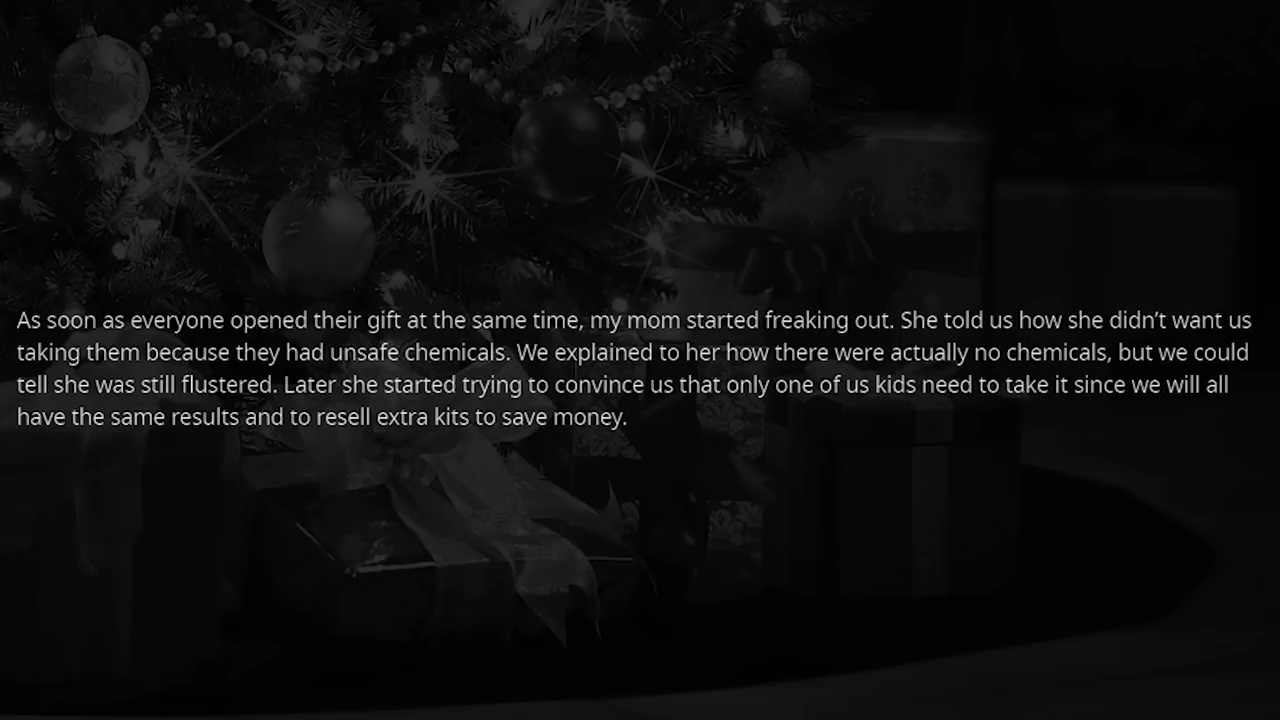 As soon as everyone opened their gift at the same time, my mom started freaking out. She told us how she didn’t want us
taking them because they had unsafe chemicals. We explained to her how there were actually no chemicals, but we could
tell she was still flustered. Later she started trying to convince us that only one of us kids need to take it since we will all
have the same results and to resell extra kits to save money.